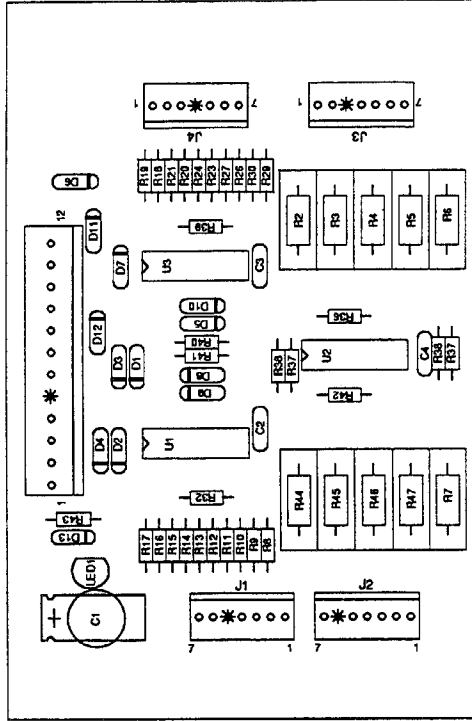 1 7
J4
1 7
J3
D6
R19
R18
R21
R20
R24
R23
R27
R26
R30
R29
12
D11
R39
R2
R3
R4
R5
R6
D7
U3
C3
D10
D12
D5
R40
R36
D3
D1
R41
R38
R37
U2
C4
R38
R37
D8
D9
R42
D4
D2
U1
C2
1
R43
D13
R32
R44
R45
R46
R47
R7
R17
R16
R15
R14
R13
R12
R11
R10
R9
R8
LED1
+
C1
J1
7 1
J2
7 1